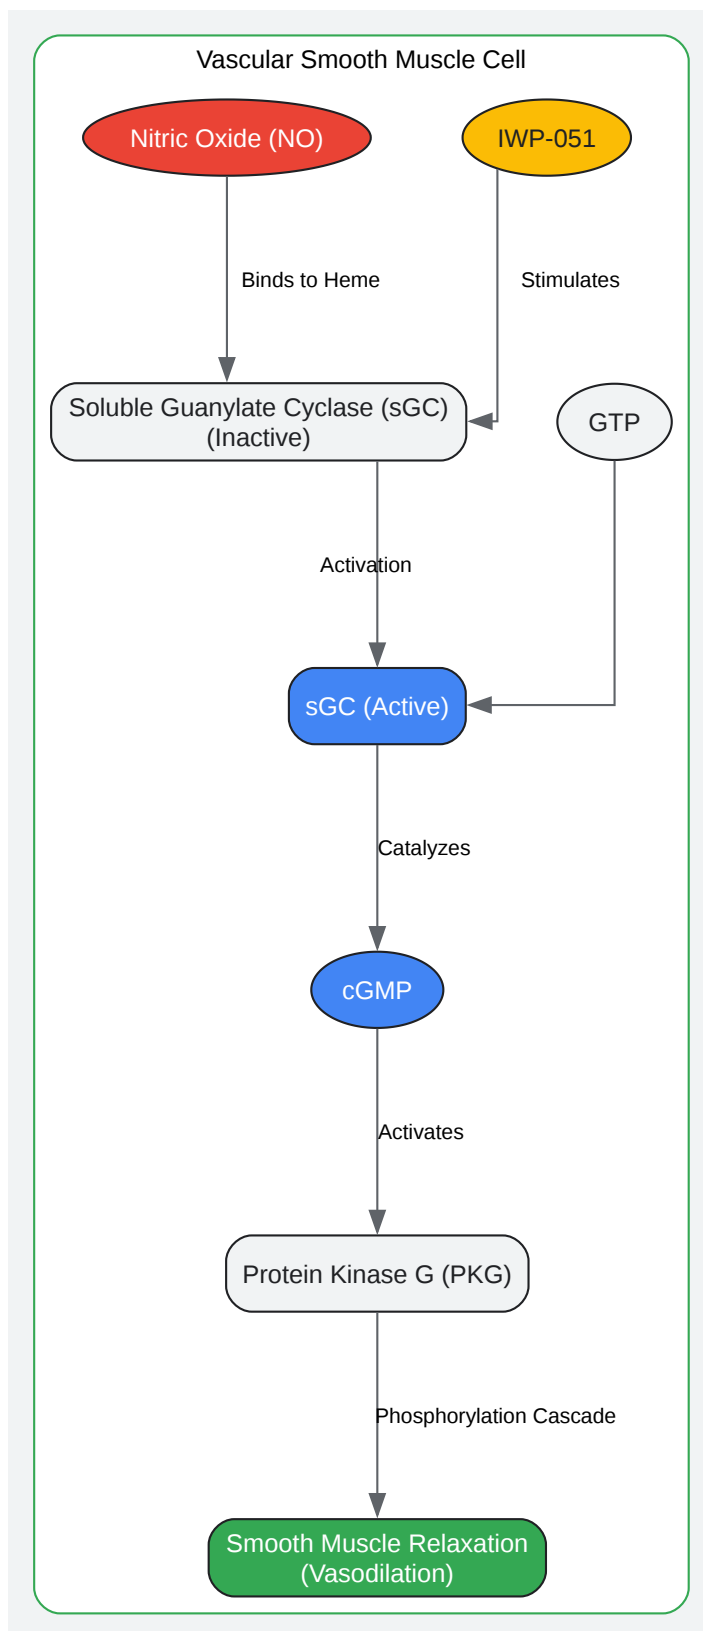 Vascular Smooth Muscle Cell
Nitric Oxide (NO)
IWP-051
Binds to Heme
Stimulates
Soluble Guanylate Cyclase (sGC)
(Inactive)
GTP
Activation
sGC (Active)
Catalyzes
cGMP
Activates
Protein Kinase G (PKG)
Phosphorylation Cascade
Smooth Muscle Relaxation
(Vasodilation)